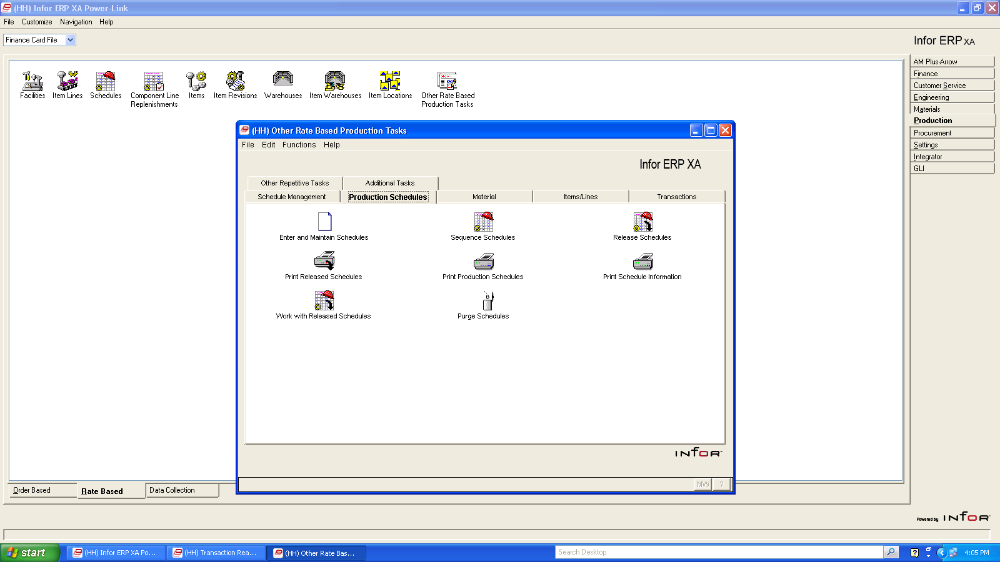 (HH) Infor ERP XA Power-Link
File Customize Navigation Help
Finance Card File
Infor ERP XA
AM Plus-Arrow
Finance
Customer Service
Engineering
Materials
Production
Procurement
Settings
Integrator
GLI
Facilities
Item Lines
Schedules
Component Line
Replenishments
Items
Item Revisions
Warehouses
Item Warehouses
Item Locations
Other Rate Based
Production Tasks
(HH) Other Rate Based Production Tasks
File Edit Functions Help
Infor ERP XA
Other Repetitive Tasks
Additional Tasks
Schedule Management
Production Schedules
Material
Items/Lines
Transactions
Enter and Maintain Schedules
Sequence Schedules
Release Schedules
Print Released Schedules
Print Production Schedules
Print Schedule Information
Work with Released Schedules
Purge Schedules
infor
MW ?
Order Based
Rate Based
Data Collection
Powered by infor
start
(HH) Infor ERP XA Po...
(HH) Transaction Rea...
(HH) Other Rate Bas...
Search Desktop
4:05 PM